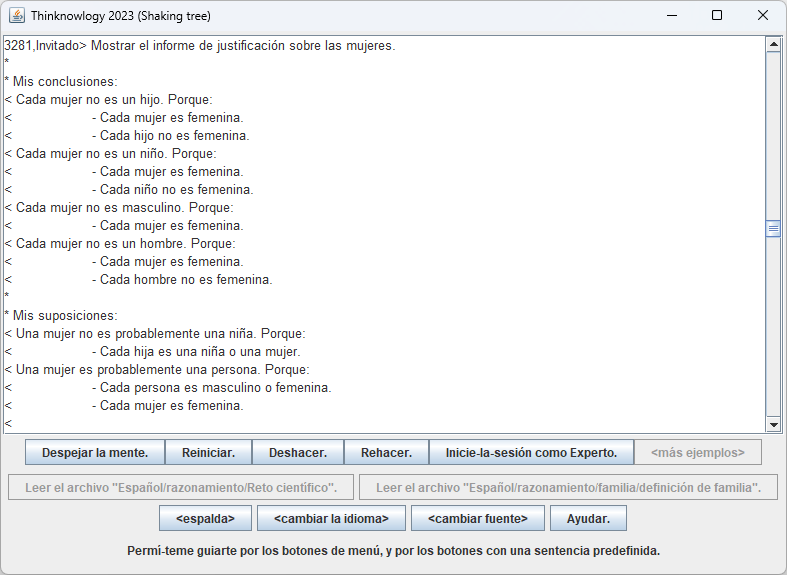 Thinknowlogy 2023 (Shaking tree)
3281,Invitado> Mostrar el informe de justificación sobre las mujeres.
*
* Mis conclusiones:
< Cada mujer no es un hijo. Porque:
< - Cada mujer es femenina.
< - Cada hijo no es femenina.
< Cada mujer no es un niño. Porque:
< - Cada mujer es femenina.
< - Cada niño no es femenina.
< Cada mujer no es masculino. Porque:
< - Cada mujer es femenina.
< Cada mujer no es un hombre. Porque:
< - Cada mujer es femenina.
< - Cada hombre no es femenina.
*
* Mis suposiciones:
< Una mujer no es probablemente una niña. Porque:
< - Cada hija es una niña o una mujer.
< Una mujer es probablemente una persona. Porque:
< - Cada persona es masculino o femenina.
< - Cada mujer es femenina.
<
Despejar la mente. Reiniciar. Deshacer. Rehacer. Inicie-la-sesión como Experto. <más ejemplos>
Leer el archivo "Español/razonamiento/Reto científico". Leer el archivo "Español/razonamiento/familia/definición de familia".
<espalda> <cambiar la idioma> <cambiar fuente> Ayudar.
Permí-teme guiarte por los botones de menú, y por los botones con una sentencia predefinida.